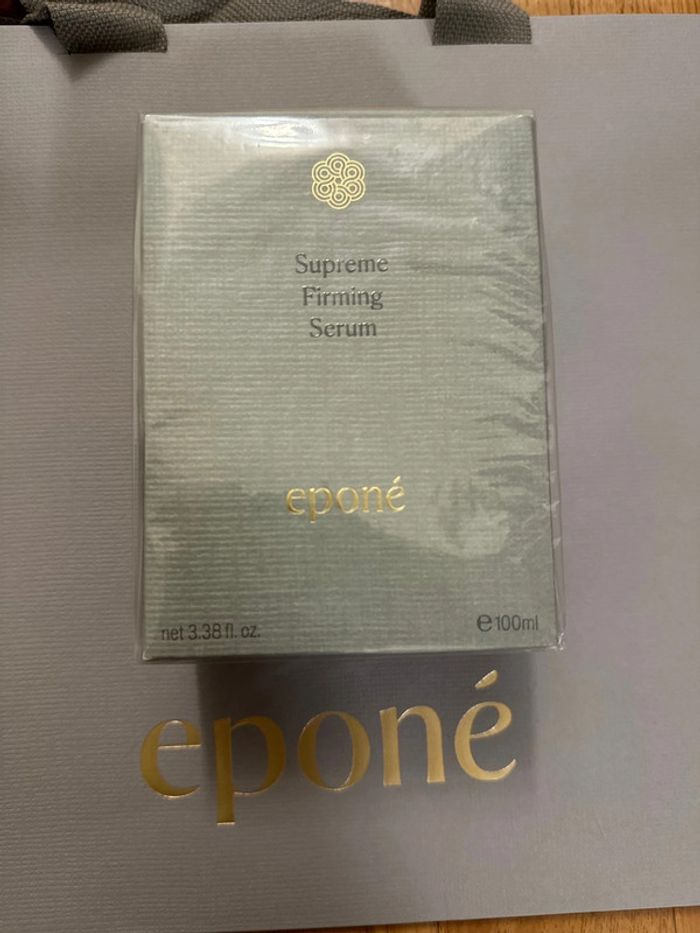 Supreme
Firming
Serum
eponé
net 3.38 fl. oz.
℮100ml
eponé